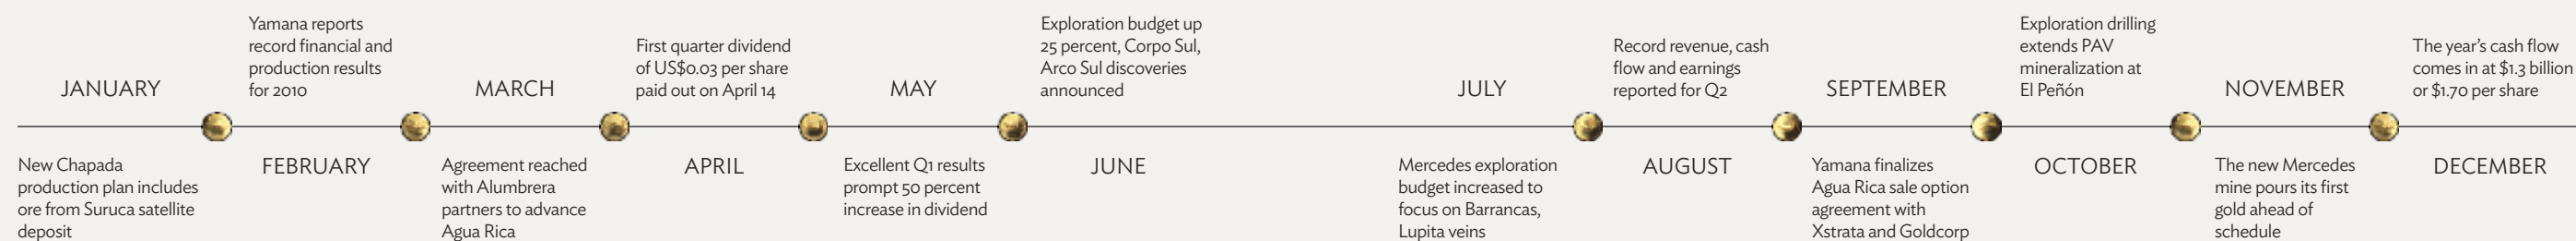 JANUARY
New Chapada
production plan includes
ore from Suruca satellite
deposit
Yamana reports
record financial and
production results
for 2010
FEBRUARY
MARCH
Agreement reached
with Alumbrera
partners to advance
Agua Rica
First quarter dividend
of US$0.03 per share
paid out on April 14
APRIL
MAY
Excellent Q1 results
prompt 50 percent
increase in dividend
Exploration budget up
25 percent, Corpo Sul,
Arco Sul discoveries
announced
JUNE
JULY
Mercedes exploration
budget increased to
focus on Barrancas,
Lupita veins
Record revenue, cash
flow and earnings
reported for Q2
AUGUST
SEPTEMBER
Yamana finalizes
Agua Rica sale option
agreement with
Xstrata and Goldcorp
Exploration drilling
extends PAV
mineralization at
El Peñón
OCTOBER
NOVEMBER
The new Mercedes
mine pours its first
gold ahead of
schedule
The year's cash flow
comes in at $1.3 billion
or $1.70 per share
DECEMBER